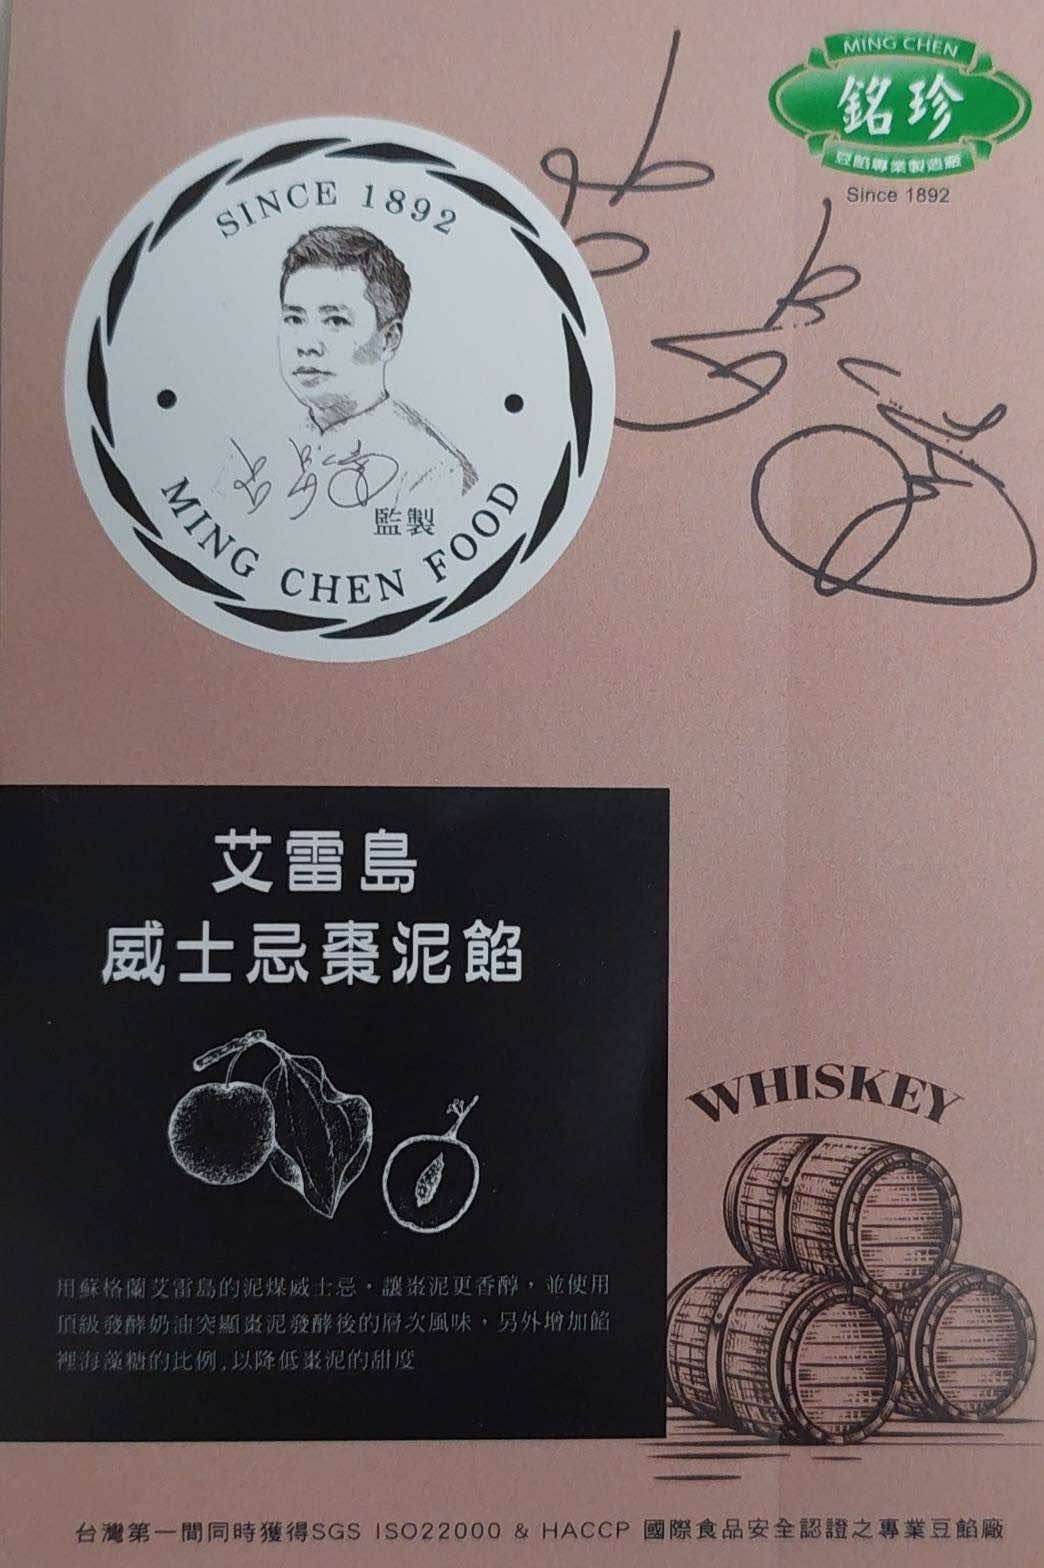 MING CHEN
銘珍
豆餡專業製造廠
Since 1892
SINCE 1892
監製
MING CHEN FOOD
艾雷島
威士忌棗泥餡
WHISKEY
用蘇格蘭艾雷島的泥煤威士忌，讓棗泥更香醇，並使用
頂級發酵奶油突顯棗泥發酵後的層次風味，另外增加餡
裡海藻糖的比例，以降低棗泥的甜度
台灣第一間同時獲得SGS ISO22000 & HACCP 國際食品安全認證之專業豆餡廠